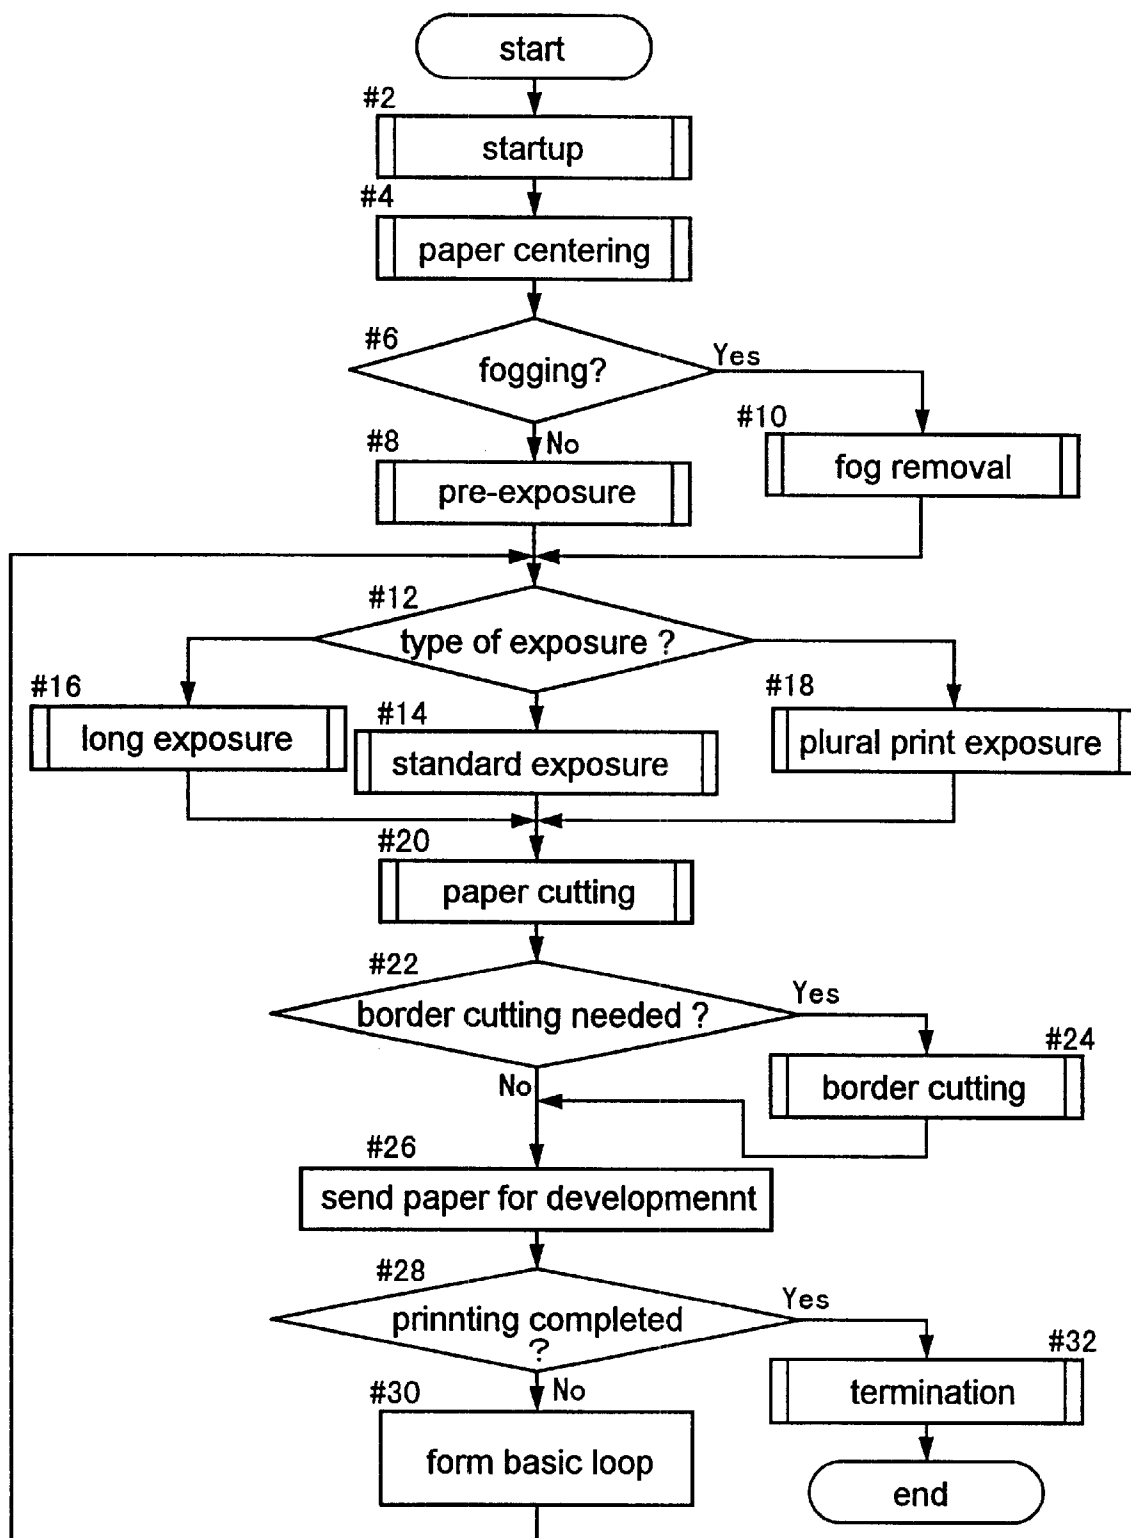 start
#2
startup
#4
paper centering
#6
fogging?
Yes
No
#8
pre-exposure
#10
fog removal
#12
type of exposure ?
#16
long exposure
#14
standard exposure
#18
plural print exposure
#20
paper cutting
#22
border cutting needed ?
Yes
No
#24
border cutting
#26
send paper for developmennt
#28
prinnting completed
?
Yes
No
#30
form basic loop
#32
termination
end